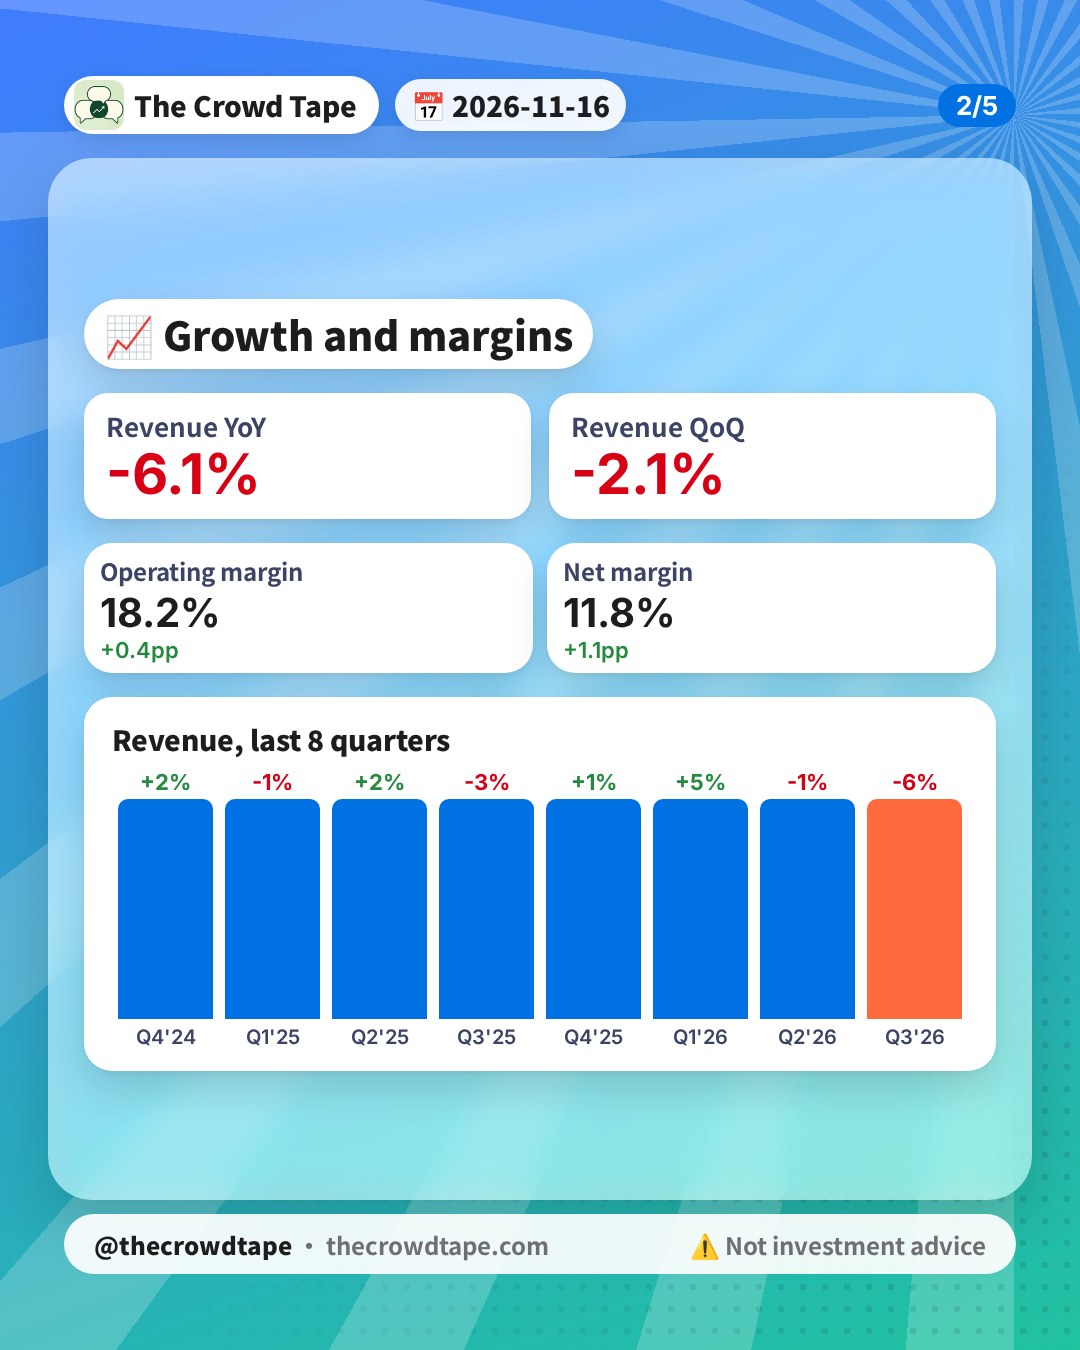 The Crowd Tape
2026-11-16
2/5
Growth and margins
Revenue YoY
-6.1%
Revenue QoQ
-2.1%
Operating margin
18.2%
+0.4pp
Net margin
11.8%
+1.1pp
Revenue, last 8 quarters
+2% -1% +2% -3% +1% +5% -1% -6%
Q4'24 Q1'25 Q2'25 Q3'25 Q4'25 Q1'26 Q2'26 Q3'26
@thecrowdtape • thecrowdtape.com
⚠️ Not investment advice